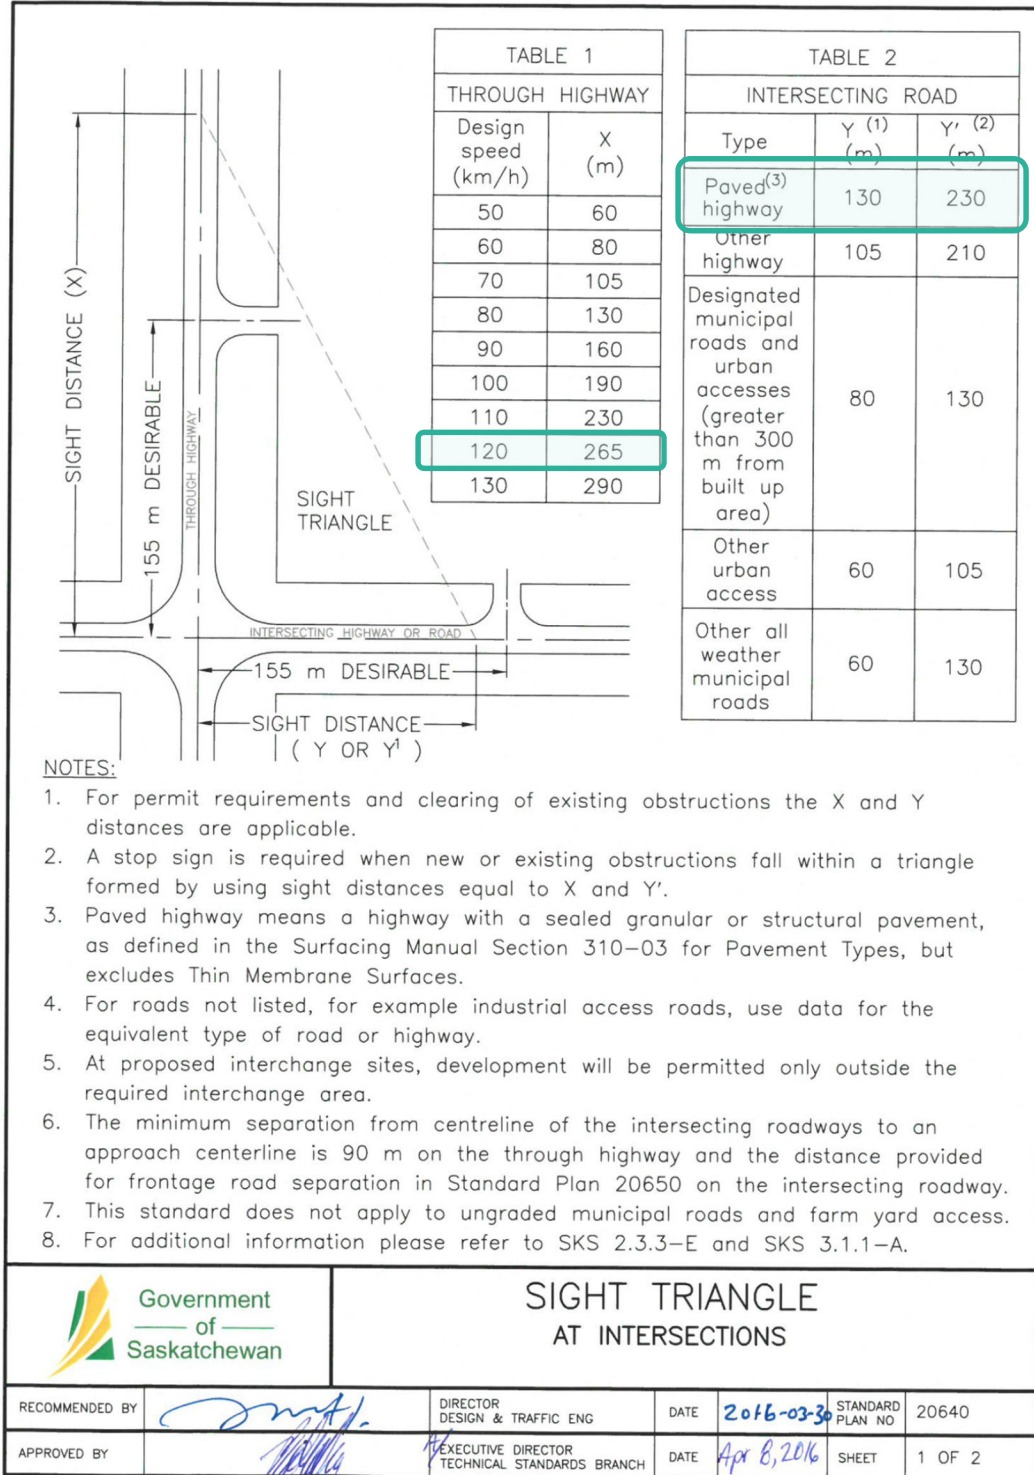 TABLE 1
THROUGH HIGHWAY
Design speed (km/h) X (m)
50 60
60 80
70 105
80 130
90 160
100 190
110 230
120 265
130 290
TABLE 2
INTERSECTING ROAD
Type Y (1) (m) Y' (2) (m)
Paved(3) highway 130 230
Other highway 105 210
Designated municipal roads and urban accesses (greater than 300 m from built up area) 80 130
Other urban access 60 105
Other all weather municipal roads 60 130
SIGHT DISTANCE (X)
155 m DESIRABLE
THROUGH HIGHWAY
SIGHT
TRIANGLE
INTERSECTING HIGHWAY OR ROAD
155 m DESIRABLE
SIGHT DISTANCE
( Y OR Y¹ )
NOTES:
1. For permit requirements and clearing of existing obstructions the X and Y
distances are applicable.
2. A stop sign is required when new or existing obstructions fall within a triangle
formed by using sight distances equal to X and Y'.
3. Paved highway means a highway with a sealed granular or structural pavement,
as defined in the Surfacing Manual Section 310-03 for Pavement Types, but
excludes Thin Membrane Surfaces.
4. For roads not listed, for example industrial access roads, use data for the
equivalent type of road or highway.
5. At proposed interchange sites, development will be permitted only outside the
required interchange area.
6. The minimum separation from centreline of the intersecting roadways to an
approach centerline is 90 m on the through highway and the distance provided
for frontage road separation in Standard Plan 20650 on the intersecting roadway.
7. This standard does not apply to ungraded municipal roads and farm yard access.
8. For additional information please refer to SKS 2.3.3-E and SKS 3.1.1-A.
Government
of
Saskatchewan
SIGHT TRIANGLE
AT INTERSECTIONS
RECOMMENDED BY
DIRECTOR
DESIGN & TRAFFIC ENG
DATE 2016-03-30
STANDARD
PLAN NO 20640
APPROVED BY
A/EXECUTIVE DIRECTOR
TECHNICAL STANDARDS BRANCH
DATE Apr 8, 2016
SHEET 1 OF 2